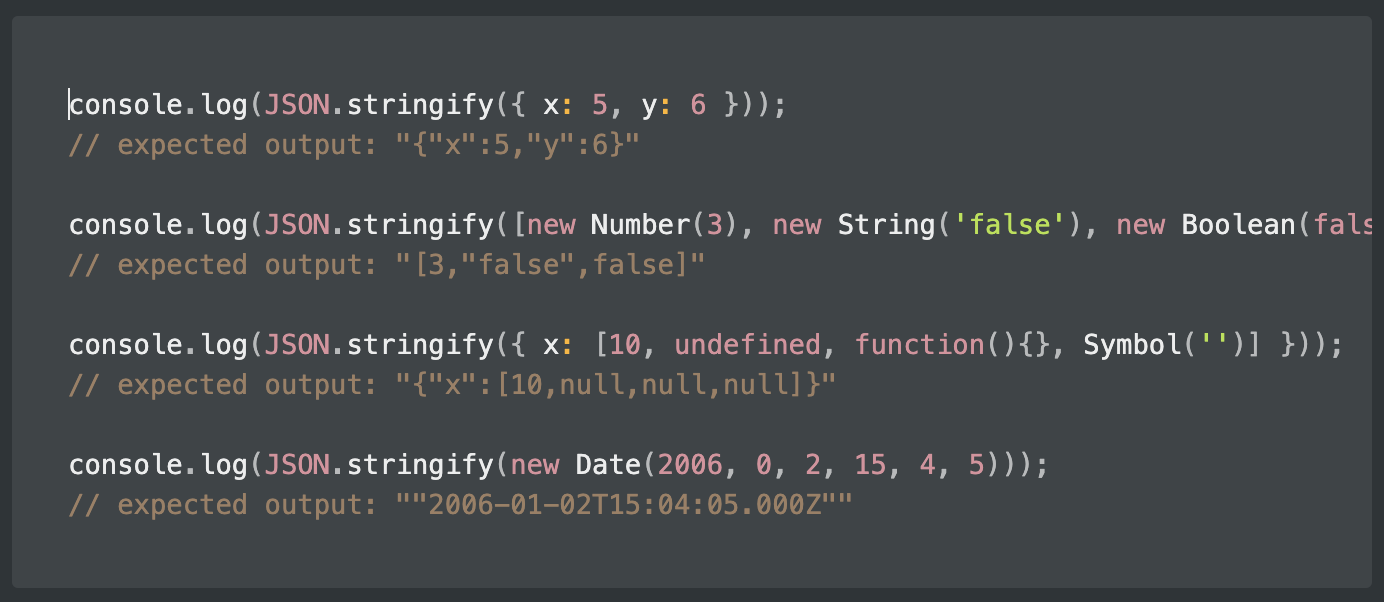 console.log(JSON.stringify({ x: 5, y: 6 }));
// expected output: "{"x":5,"y":6}"
console.log(JSON.stringify([new Number(3), new String('false'), new Boolean(fals
// expected output: "[3,"false",false]"
console.log(JSON.stringify({ x: [10, undefined, function(){}, Symbol('')] }));
// expected output: "{"x":[10,null,null,null]}"
console.log(JSON.stringify(new Date(2006, 0, 2, 15, 4, 5)));
// expected output: ""2006-01-02T15:04:05.000Z""